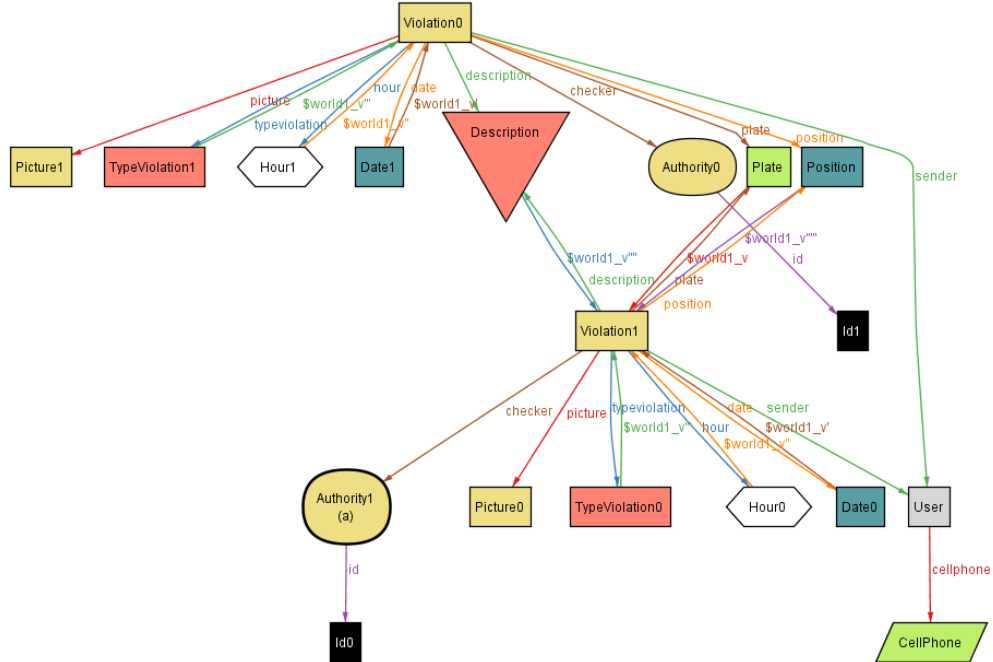 Violation0
description
picture
hour
date
checker
$world1_v'''
$world1_v'
typeviolation
$world1_v''
Description
plate
position
Picture1
TypeViolation1
Hour1
Date1
Authority0
Plate
Position
sender
$world1_v''''
$world1_v
$world1_v'''''
id
description
plate
position
Violation1
Id1
checker
picture
typeviolation
date
sender
$world1_v'''
hour
$world1_v'
$world1_v''
Authority1
(a)
Picture0
TypeViolation0
Hour0
Date0
User
id
cellphone
Id0
CellPhone